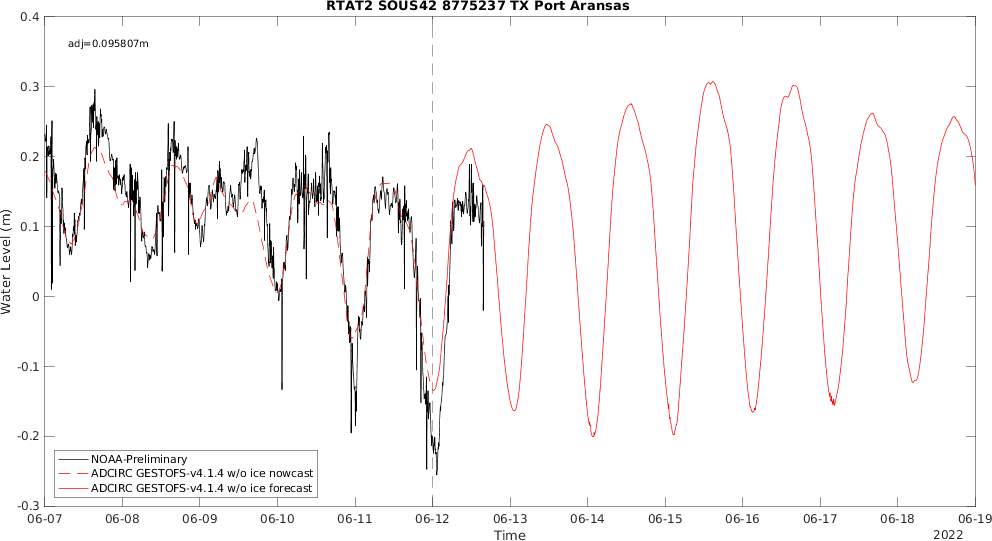 RTAT2 SOUS42 8775237 TX Port Aransas
adj=0.095807m
0.4
0.3
0.2
0.1
0
-0.1
-0.2
-0.3
Water Level (m)
NOAA-Preliminary
ADCIRC GESTOFS-v4.1.4 w/o ice nowcast
ADCIRC GESTOFS-v4.1.4 w/o ice forecast
06-07 06-08 06-09 06-10 06-11 06-12 06-13 06-14 06-15 06-16 06-17 06-18 06-19
Time
2022